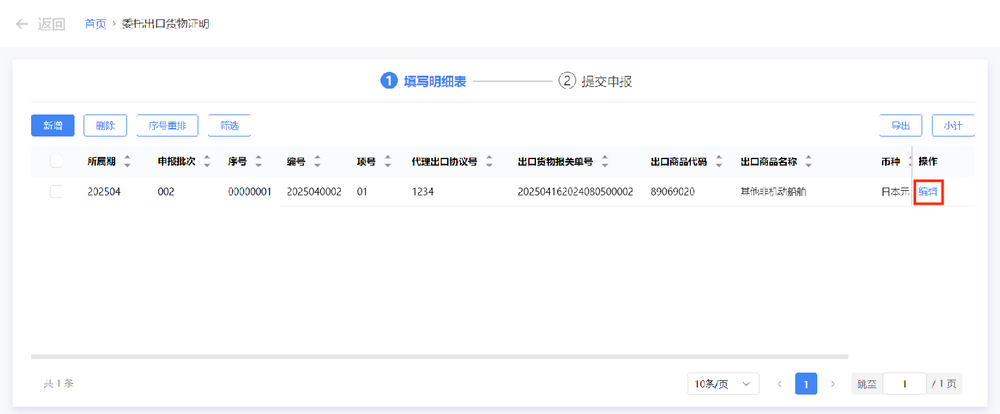 返回 首页 > 委托出口货物证明
1 填写明细表 2 提交申报
新增 删除 序号重排 筛选 导出 小计
所属期 申报批次 序号 编号 项号 代理出口协议号 出口货物报关单号 出口商品代码 出口商品名称 币种 操作
202504 002 00000001 2025040002 01 1234 202504162024080500002 89069020 其他非机动船舶 日本元 编辑
共 1 条 10条/页 1 跳至 1 / 1 页